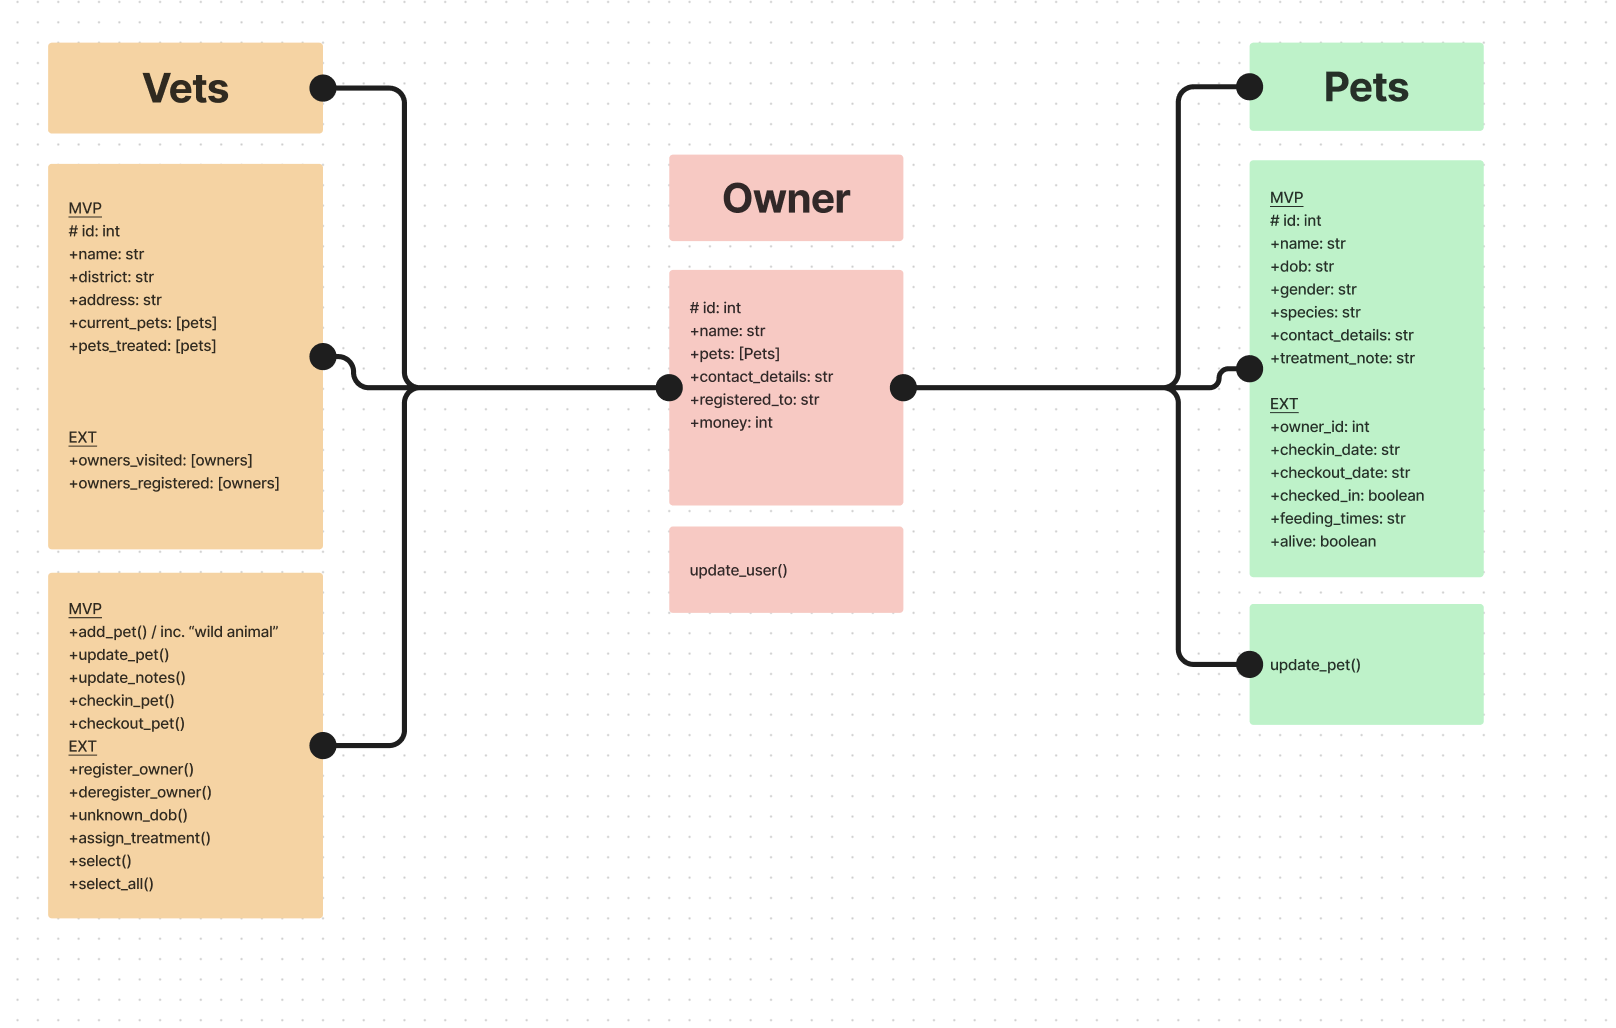 Vets
MVP
# id: int
+name: str
+district: str
+address: str
+current_pets: [pets]
+pets_treated: [pets]
EXT
+owners_visited: [owners]
+owners_registered: [owners]
MVP
+add_pet() / inc. “wild animal”
+update_pet()
+update_notes()
+checkin_pet()
+checkout_pet()
EXT
+register_owner()
+deregister_owner()
+unknown_dob()
+assign_treatment()
+select()
+select_all()
Owner
# id: int
+name: str
+pets: [Pets]
+contact_details: str
+registered_to: str
+money: int
update_user()
Pets
MVP
# id: int
+name: str
+dob: str
+gender: str
+species: str
+contact_details: str
+treatment_note: str
EXT
+owner_id: int
+checkin_date: str
+checkout_date: str
+checked_in: boolean
+feeding_times: str
+alive: boolean
update_pet()